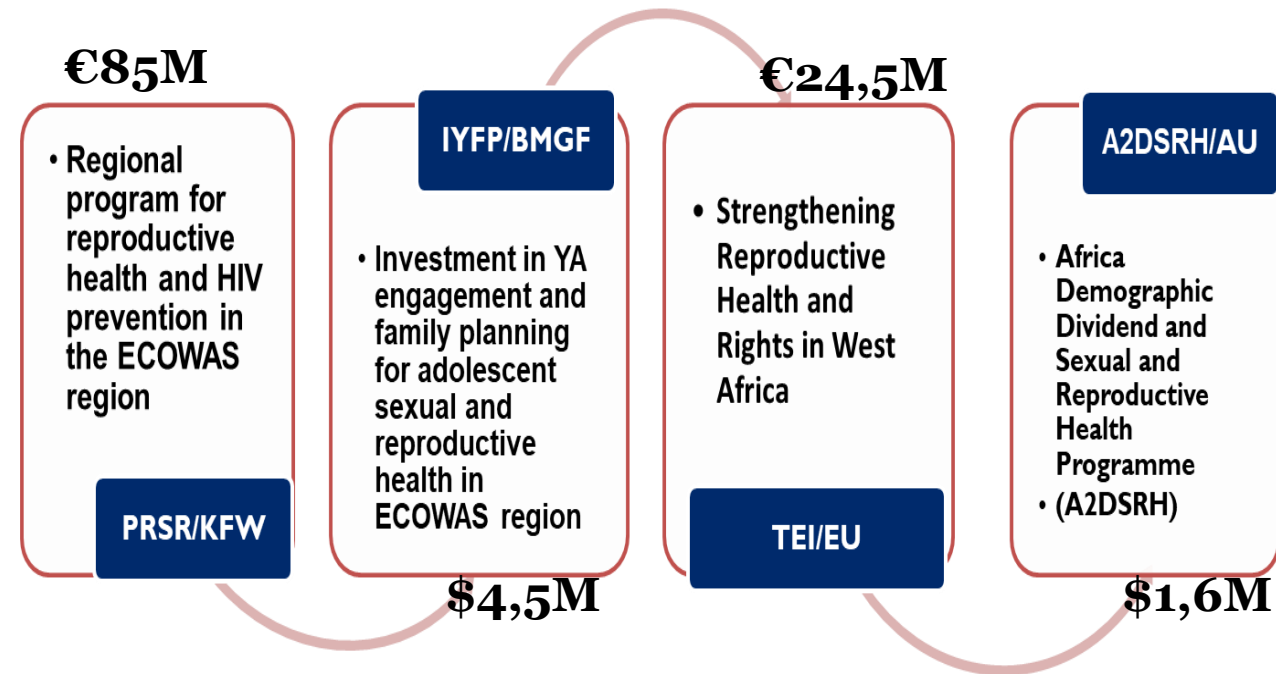 €85M
• Regional
program for
reproductive
health and HIV
prevention in
the ECOWAS
region
PRSR/KFW
IYFP/BMGF
• Investment in YA
engagement and
family planning
for adolescent
sexual and
reproductive
health in
ECOWAS region
$4,5M
€24,5M
• Strengthening
Reproductive
Health and
Rights in West
Africa
TEI/EU
A2DSRH/AU
• Africa
Demographic
Dividend and
Sexual and
Reproductive
Health
Programme
• (A2DSRH)
$1,6M